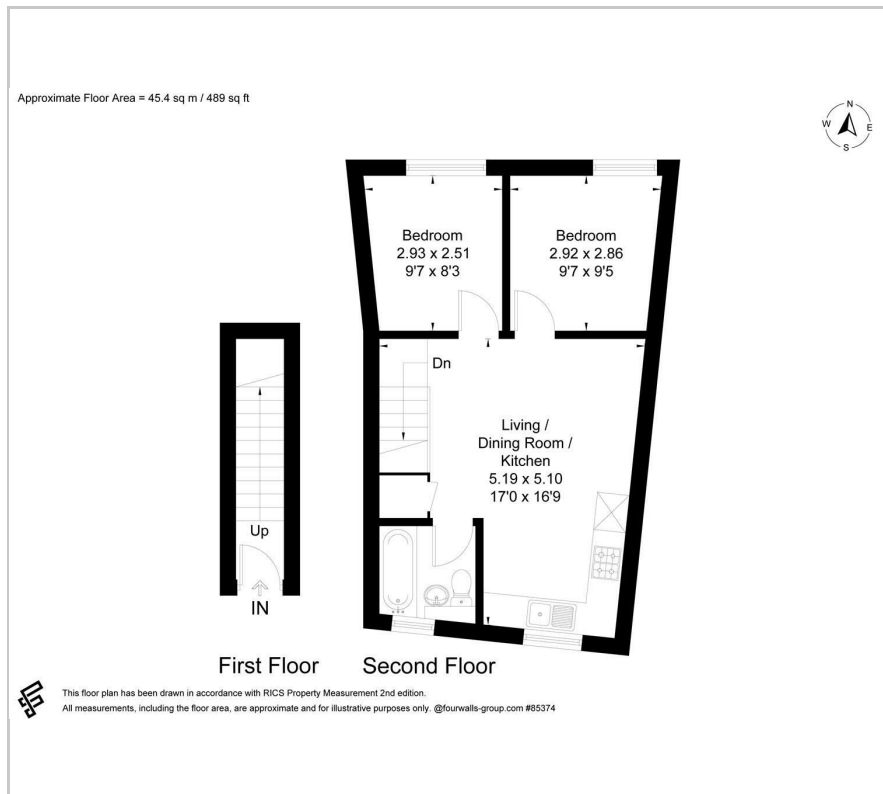 Approximate Floor Area = 45.4 sq m / 489 sq ft
N
W
E
S
Bedroom
2.93 x 2.51
9'7 x 8'3
Bedroom
2.92 x 2.86
9'7 x 9'5
Dn
Living /
Dining Room /
Kitchen
5.19 x 5.10
17'0 x 16'9
Up
IN
First Floor
Second Floor
This floor plan has been drawn in accordance with RICS Property Measurement 2nd edition.
All measurements, including the floor area, are approximate and for illustrative purposes only. @fourwalls-group.com #85374